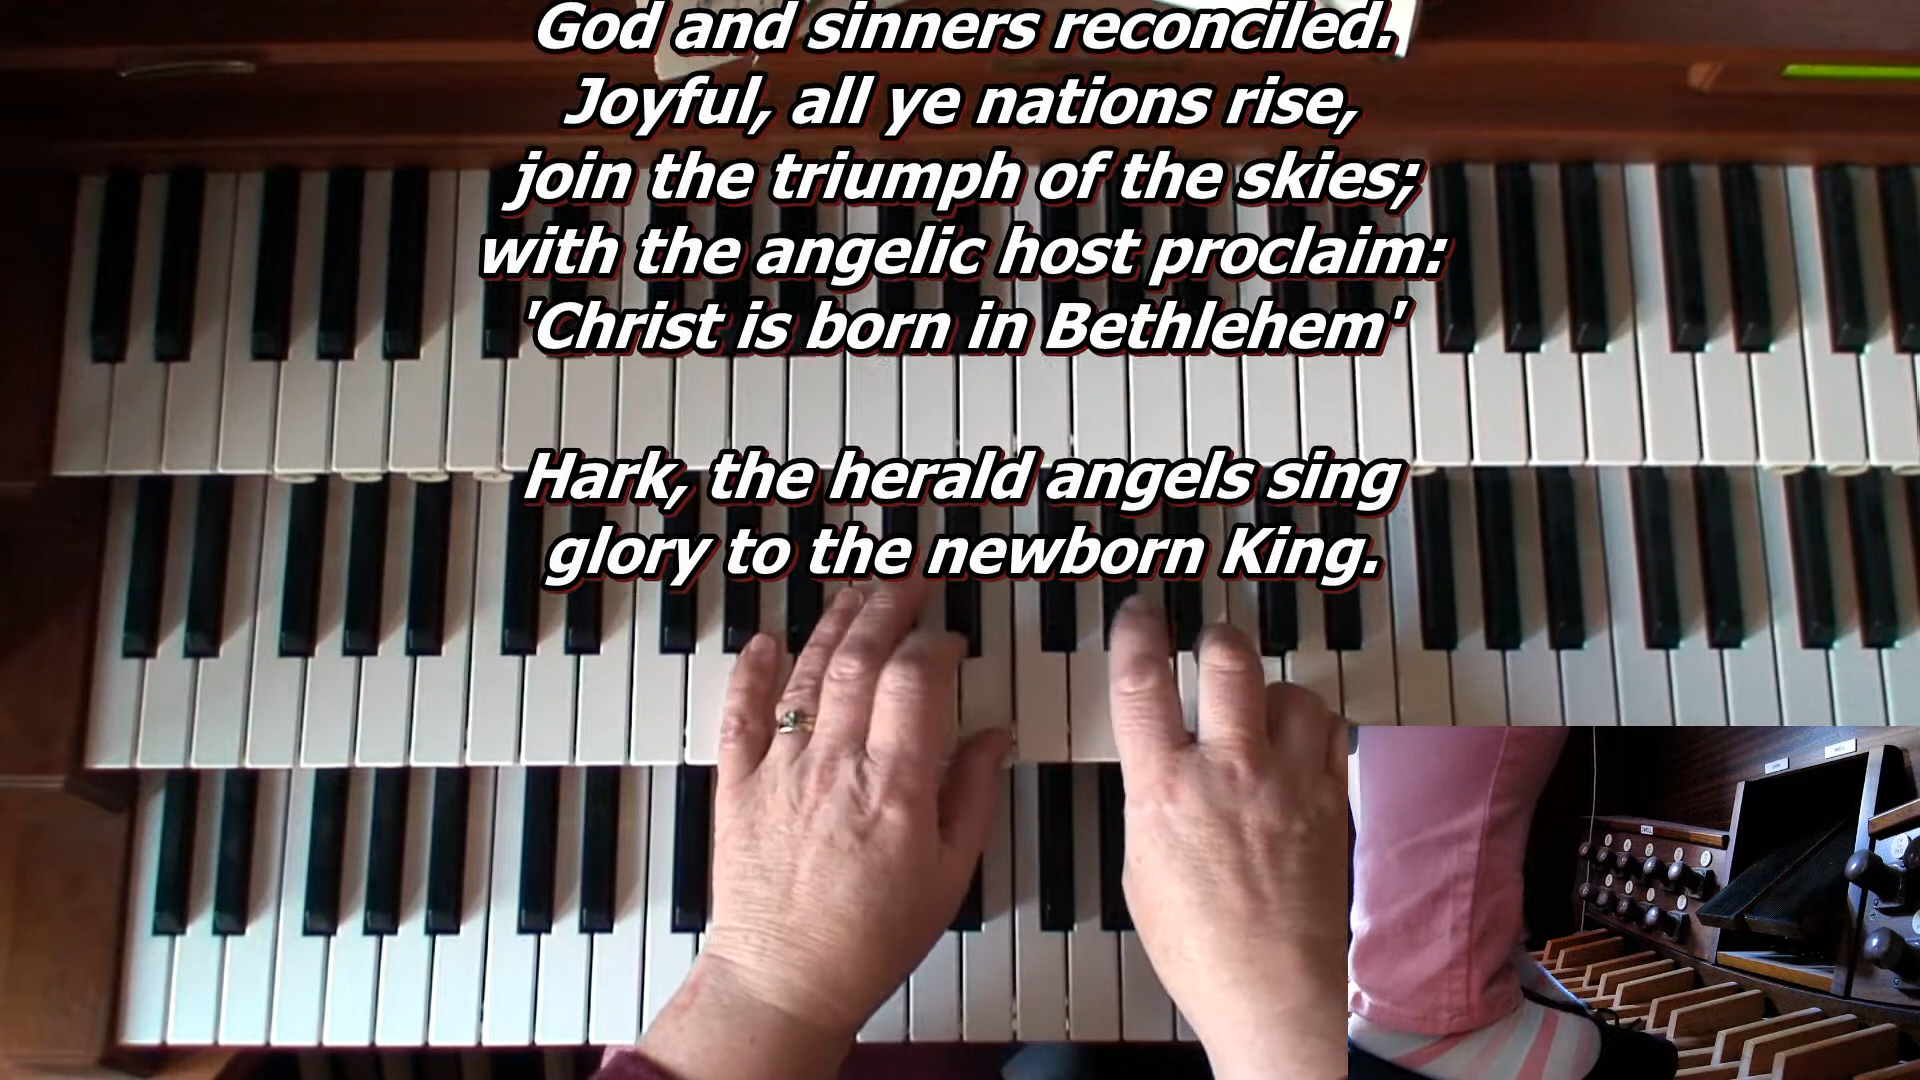 God and sinners reconciled.
Joyful, all ye nations rise,
join the triumph of the skies;
with the angelic host proclaim:
'Christ is born in Bethlehem'
Hark, the herald angels sing
glory to the newborn King.
SWELL